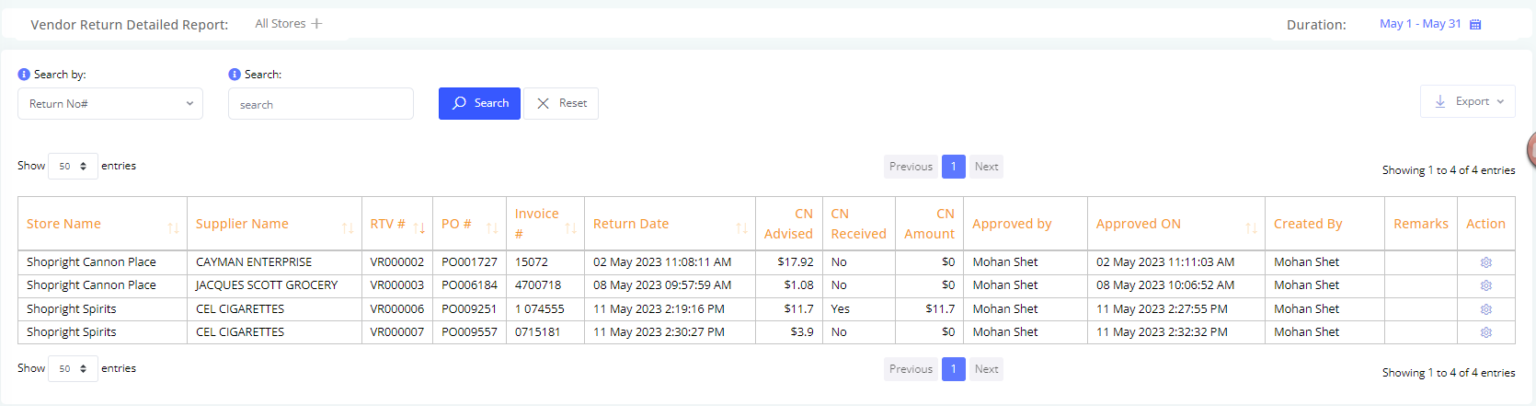 Vendor Return Detailed Report: All Stores + Duration: May 1 - May 31
Search by: Search:
Return No# search Search Reset Export
Show 50 entries Previous 1 Next Showing 1 to 4 of 4 entries
Store Name Supplier Name RTV # PO # Invoice # Return Date CN Advised CN Received CN Amount Approved by Approved ON Created By Remarks Action
Shopright Cannon Place CAYMAN ENTERPRISE VR000002 PO001727 15072 02 May 2023 11:08:11 AM $17.92 No $0 Mohan Shet 02 May 2023 11:11:03 AM Mohan Shet
Shopright Cannon Place JACQUES SCOTT GROCERY VR000003 PO006184 4700718 08 May 2023 09:57:59 AM $1.08 No $0 Mohan Shet 08 May 2023 10:06:52 AM Mohan Shet
Shopright Spirits CEL CIGARETTES VR000006 PO009251 1 074555 11 May 2023 2:19:16 PM $11.7 Yes $11.7 Mohan Shet 11 May 2023 2:27:55 PM Mohan Shet
Shopright Spirits CEL CIGARETTES VR000007 PO009557 0715181 11 May 2023 2:30:27 PM $3.9 No $0 Mohan Shet 11 May 2023 2:32:32 PM Mohan Shet
Show 50 entries Previous 1 Next Showing 1 to 4 of 4 entries